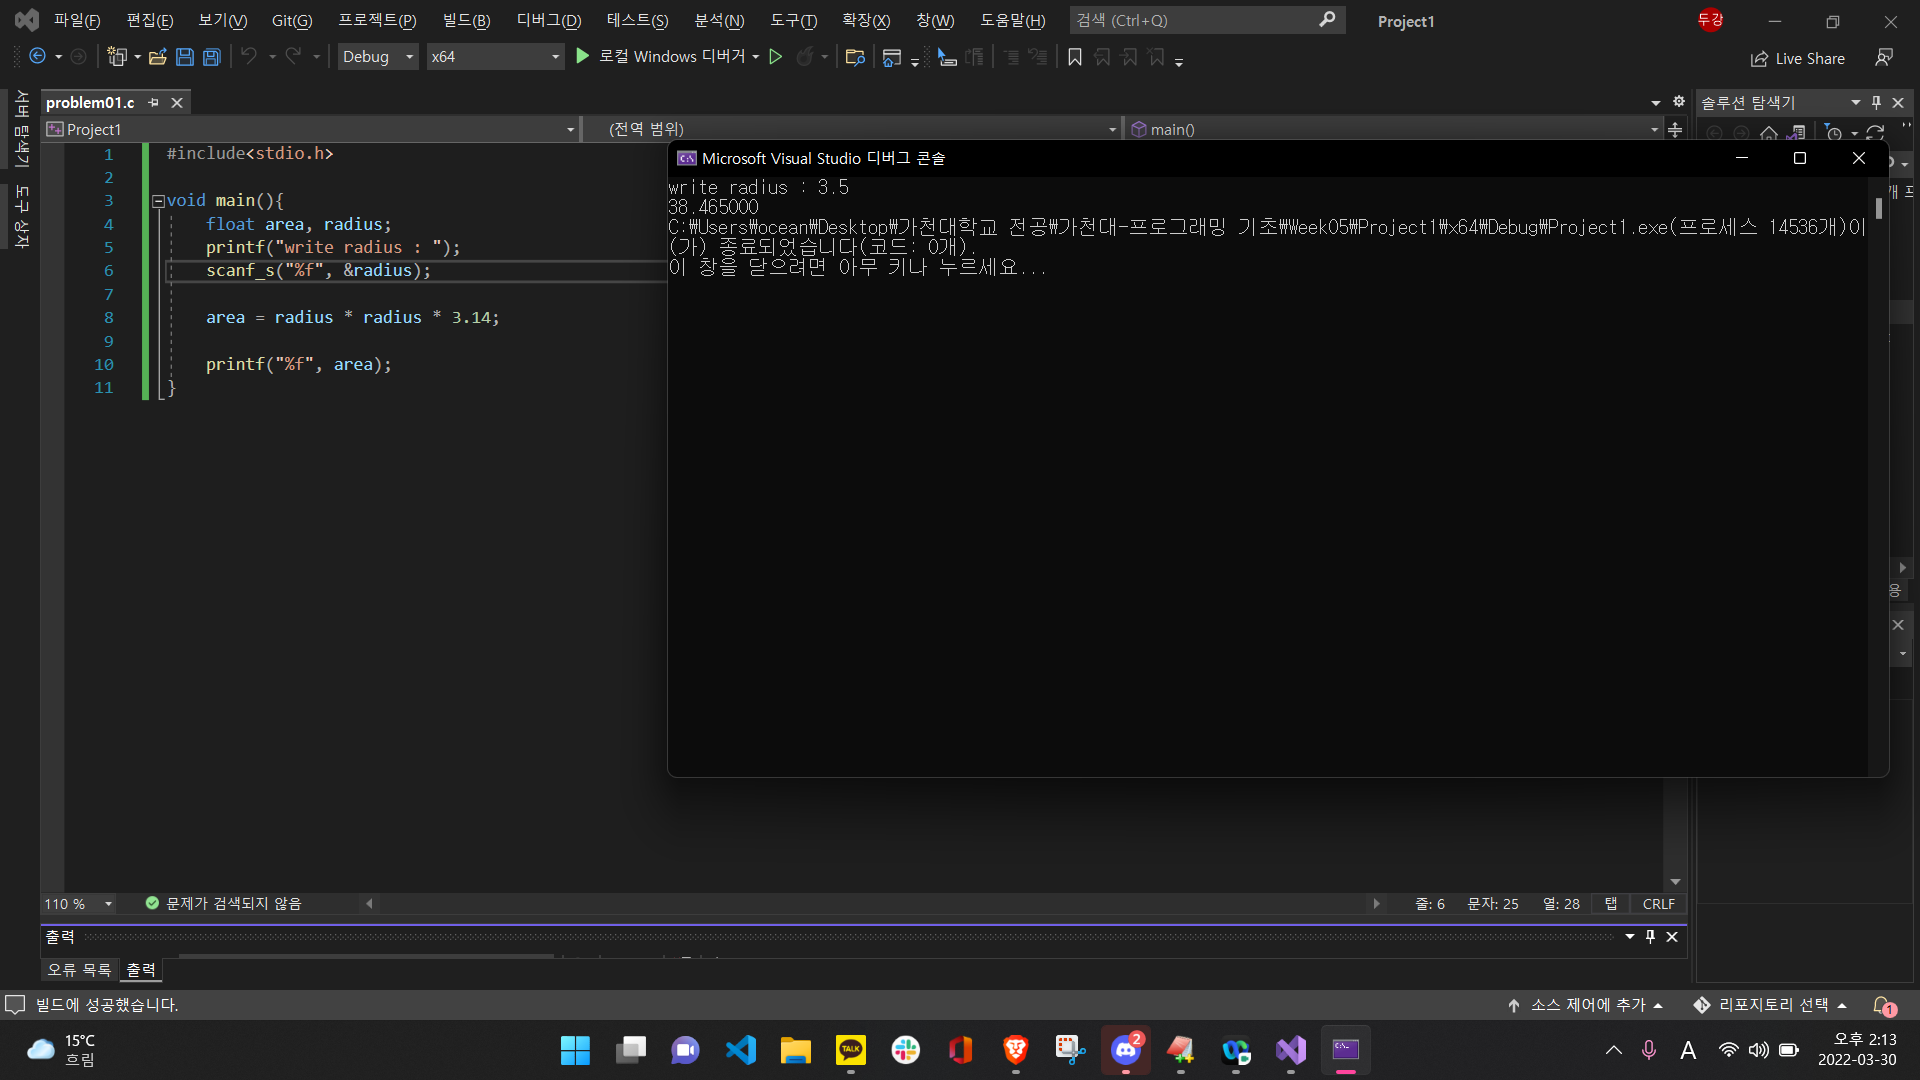 파일(F) 편집(E) 보기(V) Git(G) 프로젝트(P) 빌드(B) 디버그(D) 테스트(S) 분석(N) 도구(T) 확장(X) 창(W) 도움말(H) 검색 (Ctrl+Q) Project1 두강
Debug x64 로컬 Windows 디버거 Live Share
서버 탐색기
도구 상자
problem01.c
솔루션 탐색기
Project1 (전역 범위) main()
1 #include<stdio.h>
2
3 void main(){
4 float area, radius;
5 printf("write radius : ");
6 scanf_s("%f", &radius);
7
8 area = radius * radius * 3.14;
9
10 printf("%f", area);
11 }
Microsoft Visual Studio 디버그 콘솔
write radius : 3.5
38.465000
C:₩Users₩ocean₩Desktop₩가천대학교 전공₩가천대-프로그래밍 기초₩Week05₩Project1₩x64₩Debug₩Project1.exe(프로세스 14536개)이
(가) 종료되었습니다(코드: 0개).
이 창을 닫으려면 아무 키나 누르세요...
개 프
용
110 % 문제가 검색되지 않음 줄: 6 문자: 25 열: 28 탭 CRLF
출력
오류 목록 출력
빌드에 성공했습니다. 소스 제어에 추가 리포지토리 선택 1
15°C
흐림
TALK
2
A
오후 2:13
2022-03-30